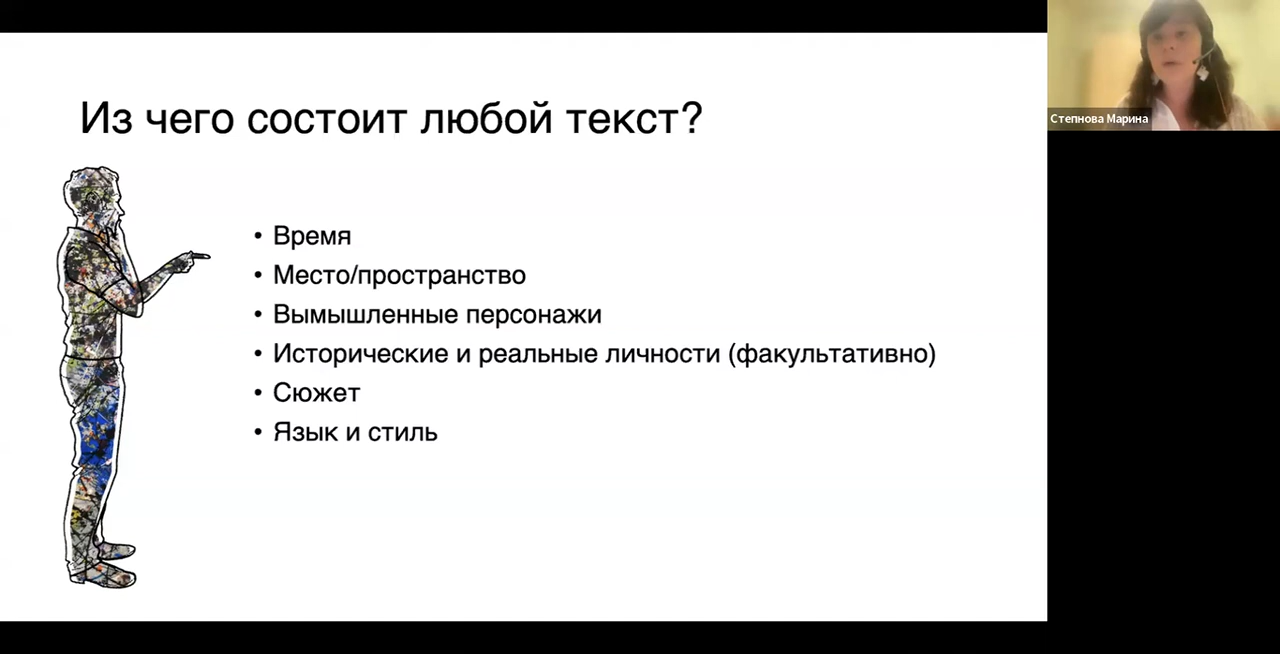 Из чего состоит любой текст?
• Время
• Место/пространство
• Вымышленные персонажи
• Исторические и реальные личности (факультативно)
• Сюжет
• Язык и стиль
Степнова Марина